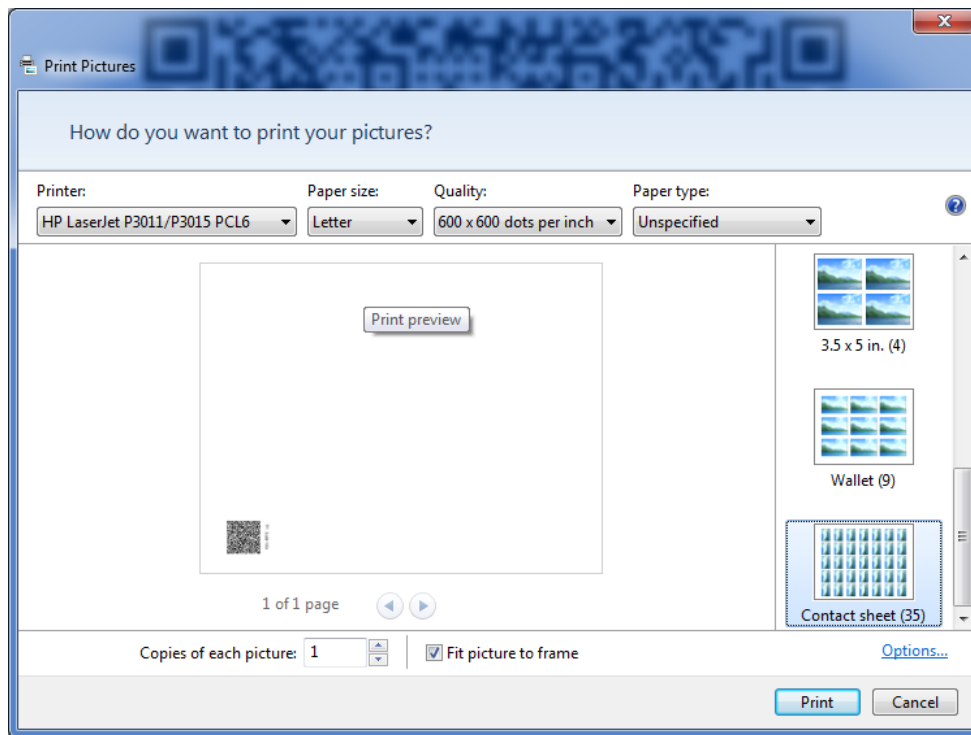 Print Pictures
How do you want to print your pictures?
Printer: Paper size: Quality: Paper type:
HP LaserJet P3011/P3015 PCL6 Letter 600 x 600 dots per inch Unspecified
Print preview
3.5 x 5 in. (4)
Wallet (9)
Contact sheet (35)
1 of 1 page
Copies of each picture: 1 Fit picture to frame Options...
Print Cancel